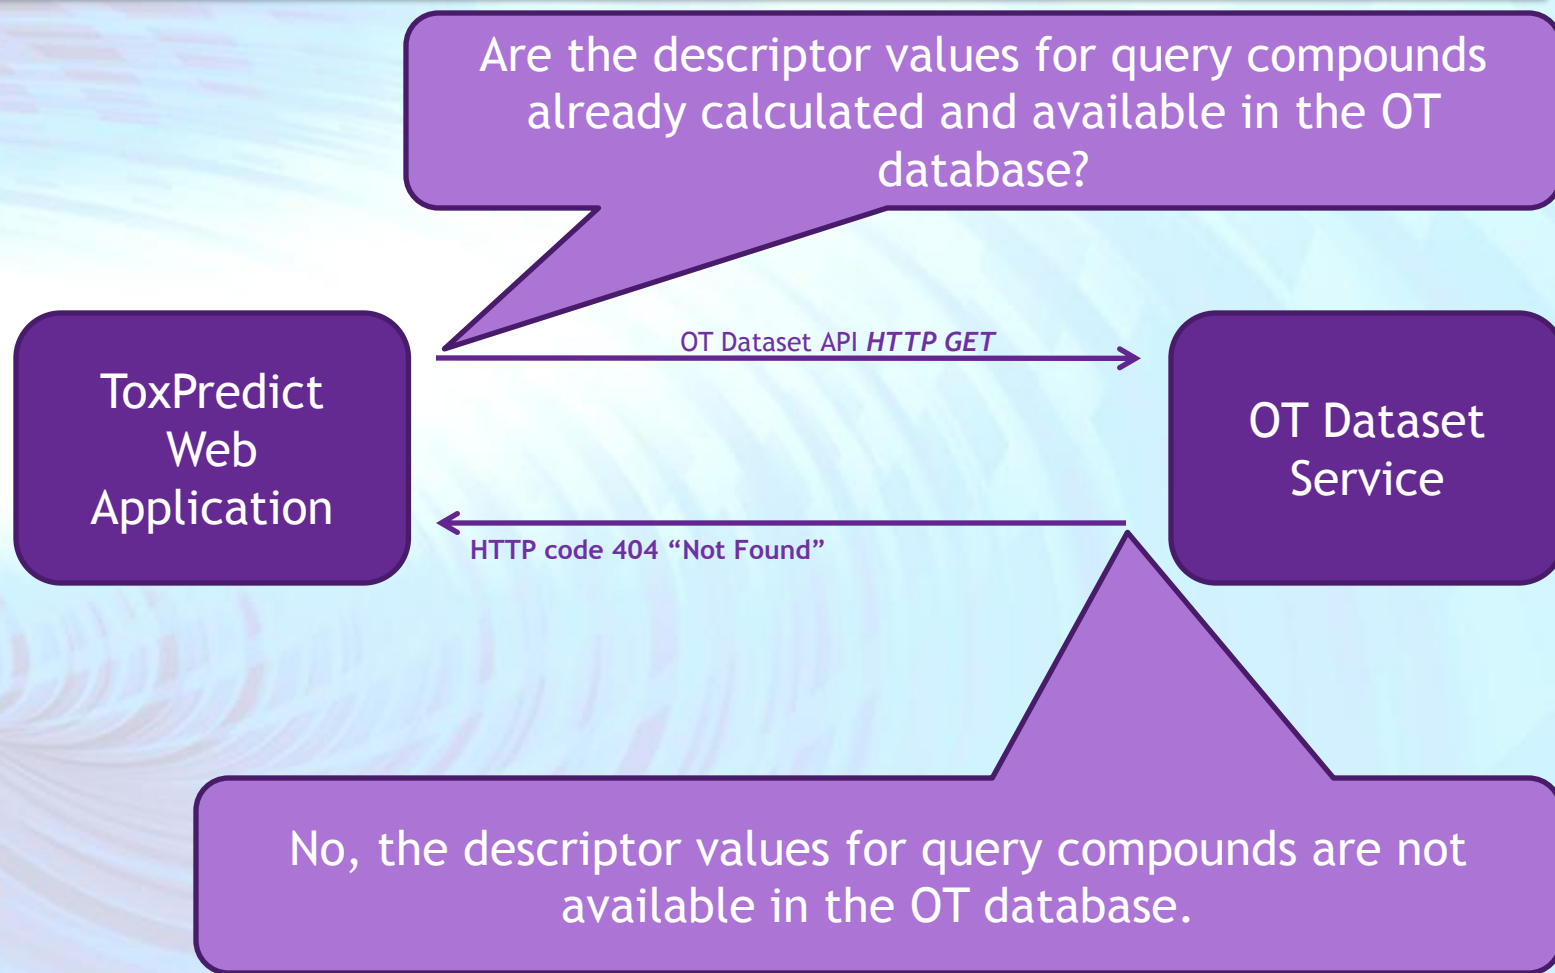 Are the descriptor values for query compounds
already calculated and available in the OT
database?
OT Dataset API HTTP GET
ToxPredict
Web
Application
OT Dataset
Service
HTTP code 404 “Not Found”
No, the descriptor values for query compounds are not
available in the OT database.